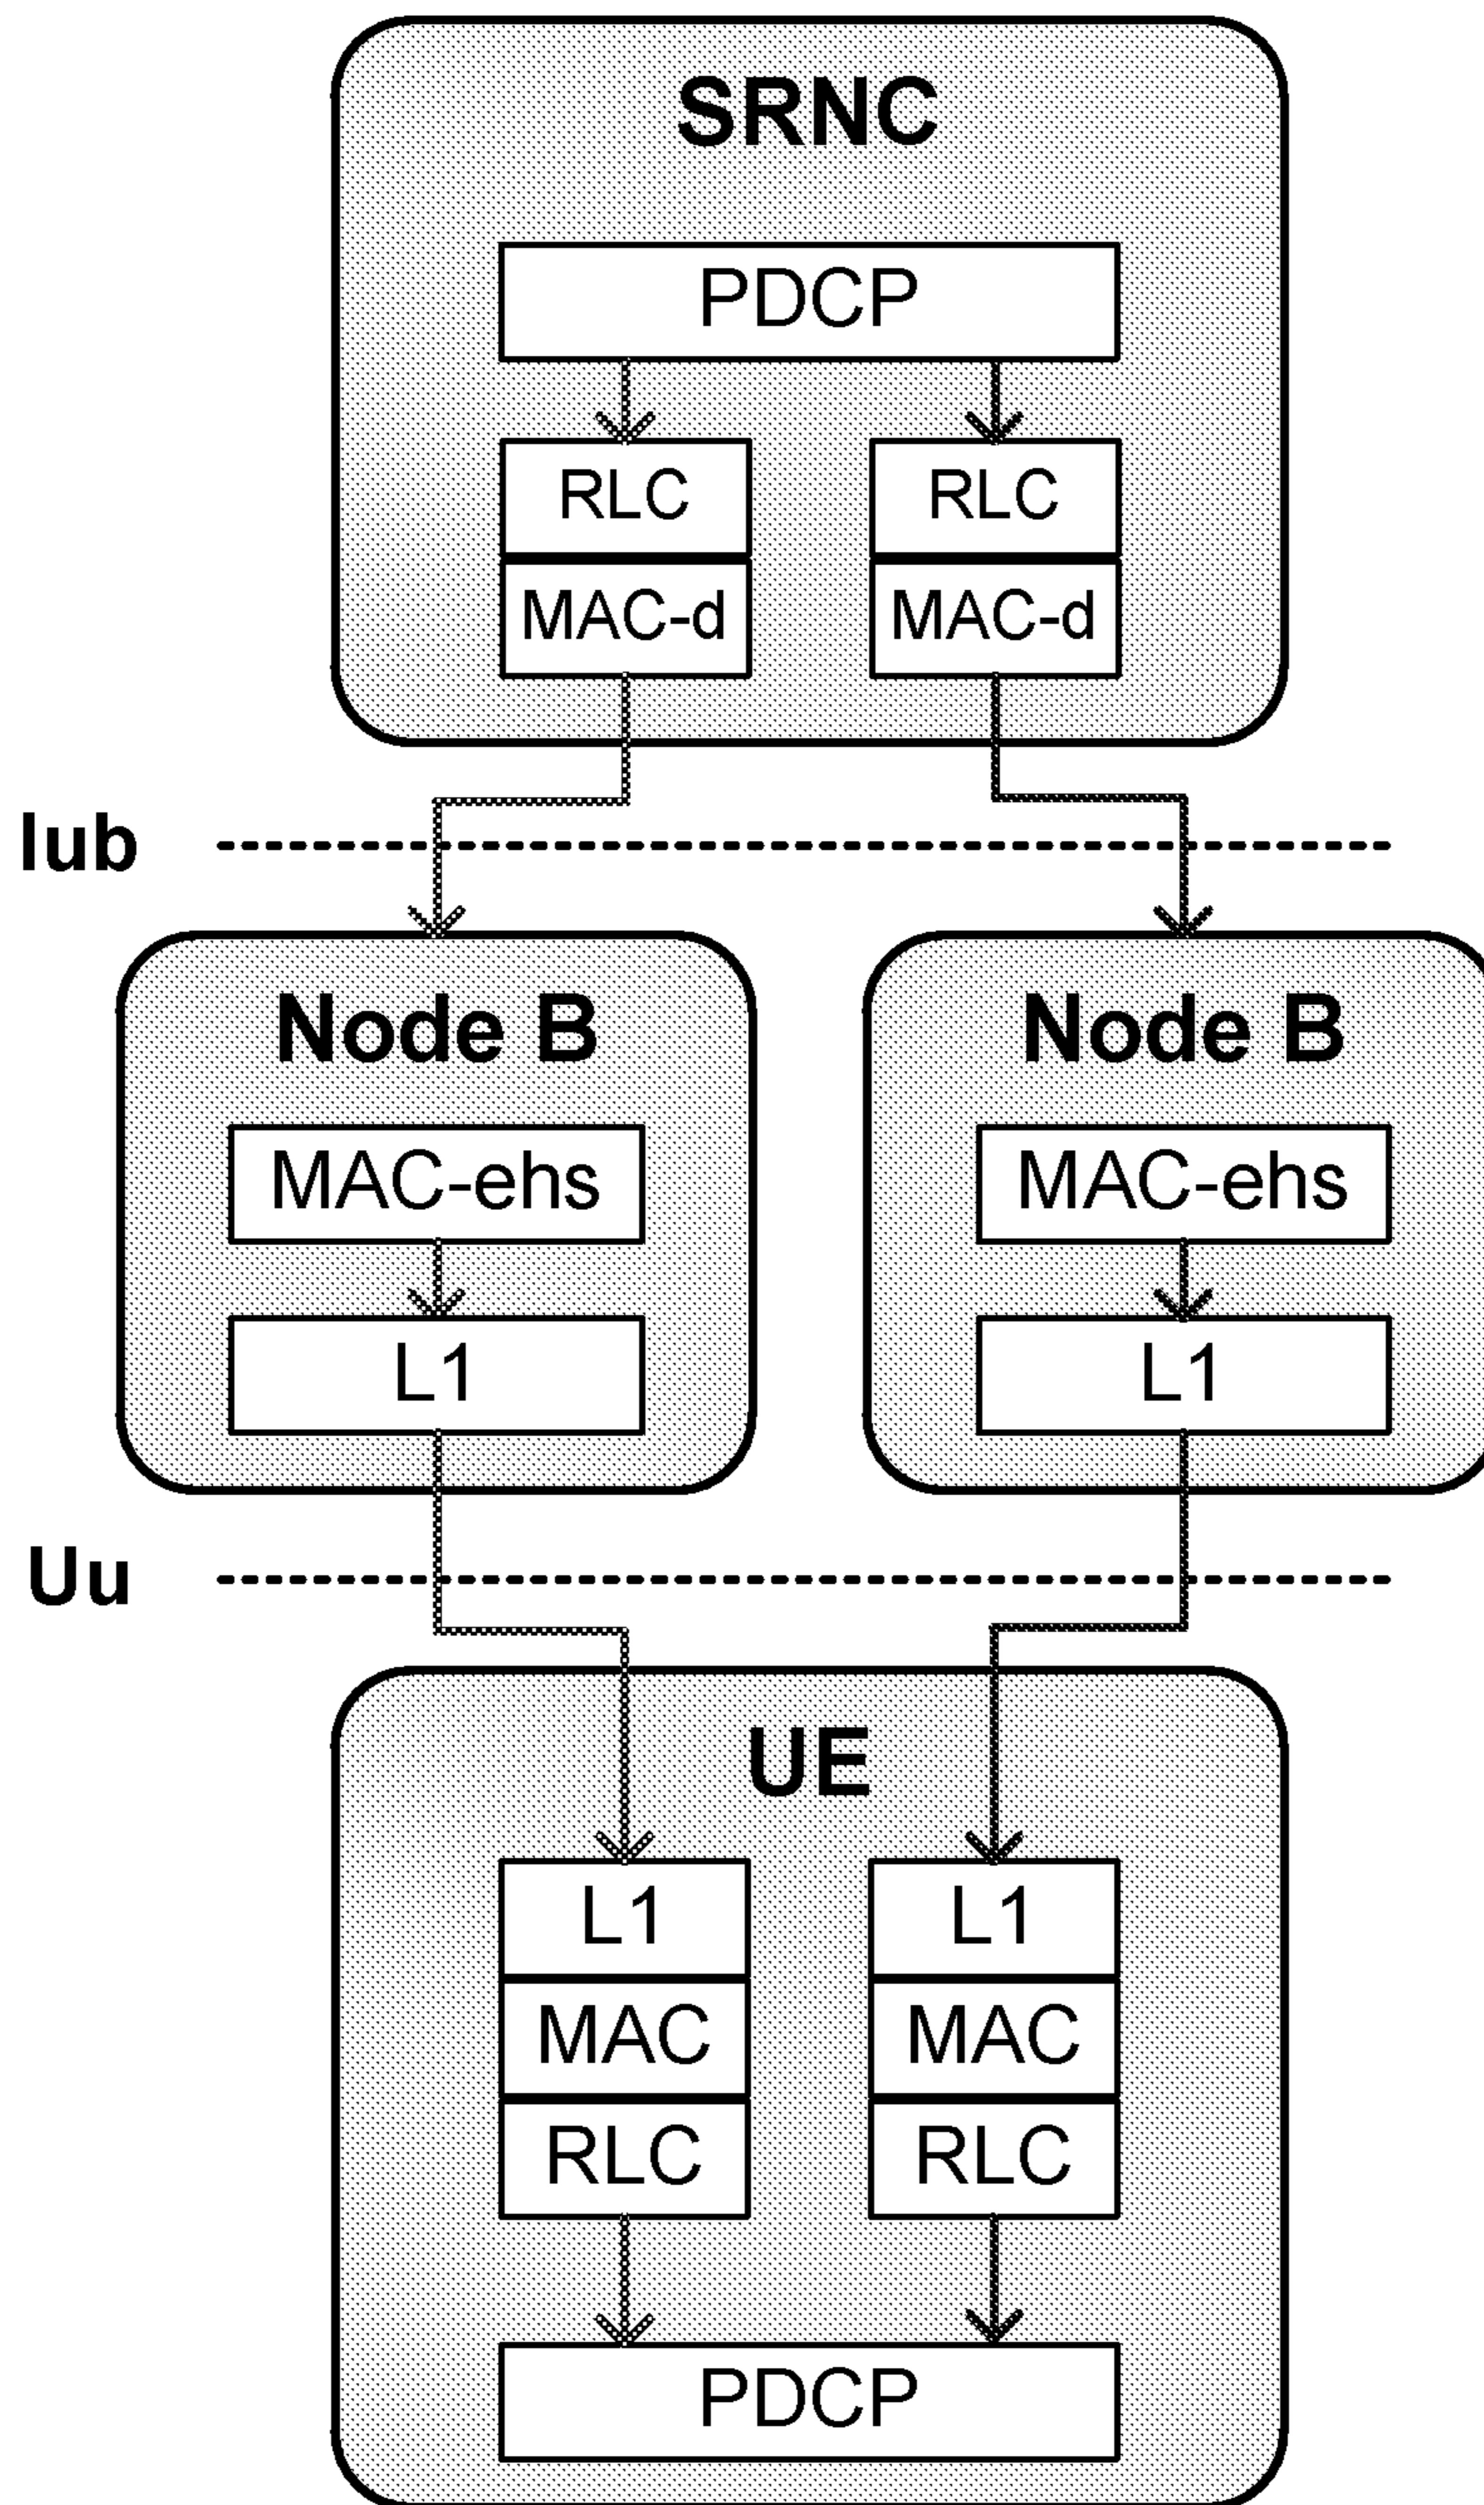 SRNC
PDCP
RLC RLC
MAC-d MAC-d
Iub
Node B Node B
MAC-ehs MAC-ehs
L1 L1
Uu
UE
L1 L1
MAC MAC
RLC RLC
PDCP